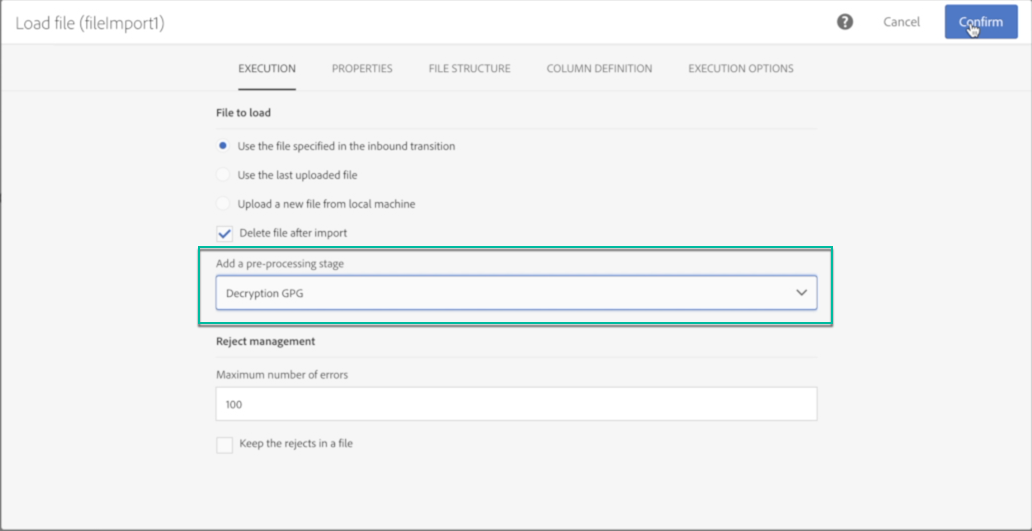 Load file (fileImport1)
?
Cancel
Confirm
EXECUTION
PROPERTIES
FILE STRUCTURE
COLUMN DEFINITION
EXECUTION OPTIONS
File to load
Use the file specified in the inbound transition
Use the last uploaded file
Upload a new file from local machine
Delete file after import
Add a pre-processing stage
Decryption GPG
Reject management
Maximum number of errors
100
Keep the rejects in a file